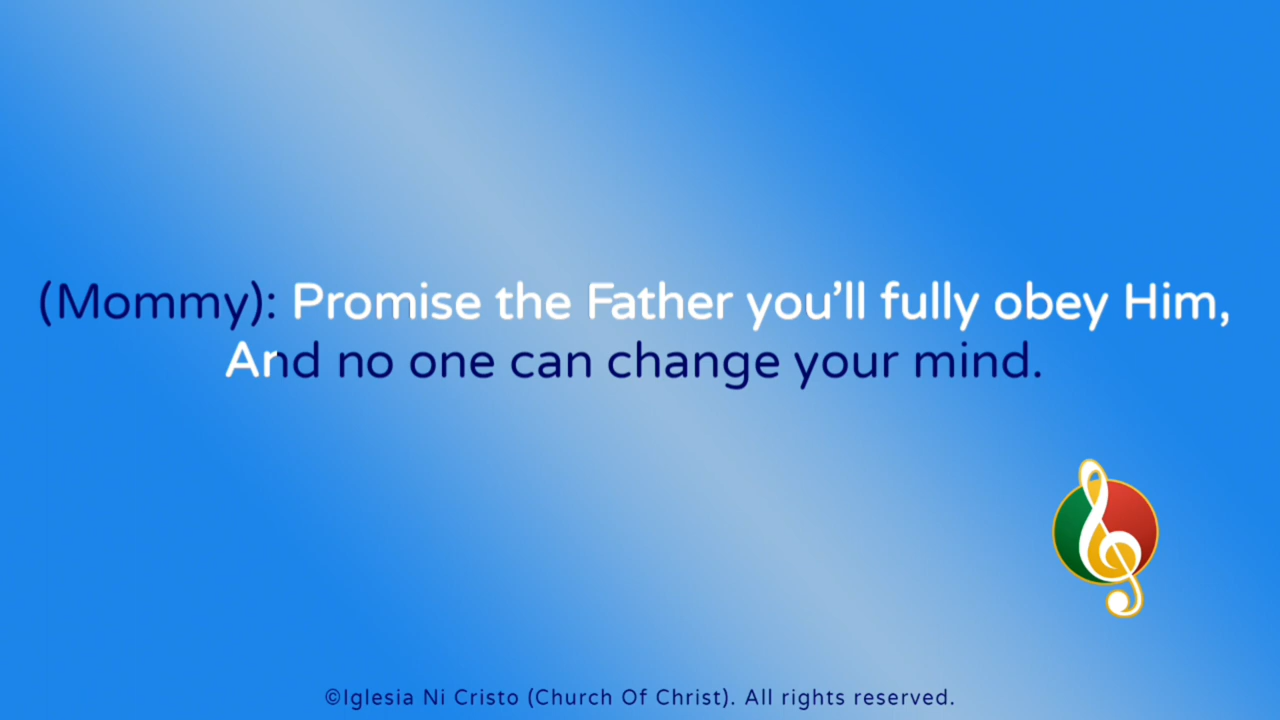 (Mommy): Promise the Father you’ll fully obey Him,
And no one can change your mind.
©Iglesia Ni Cristo (Church Of Christ). All rights reserved.